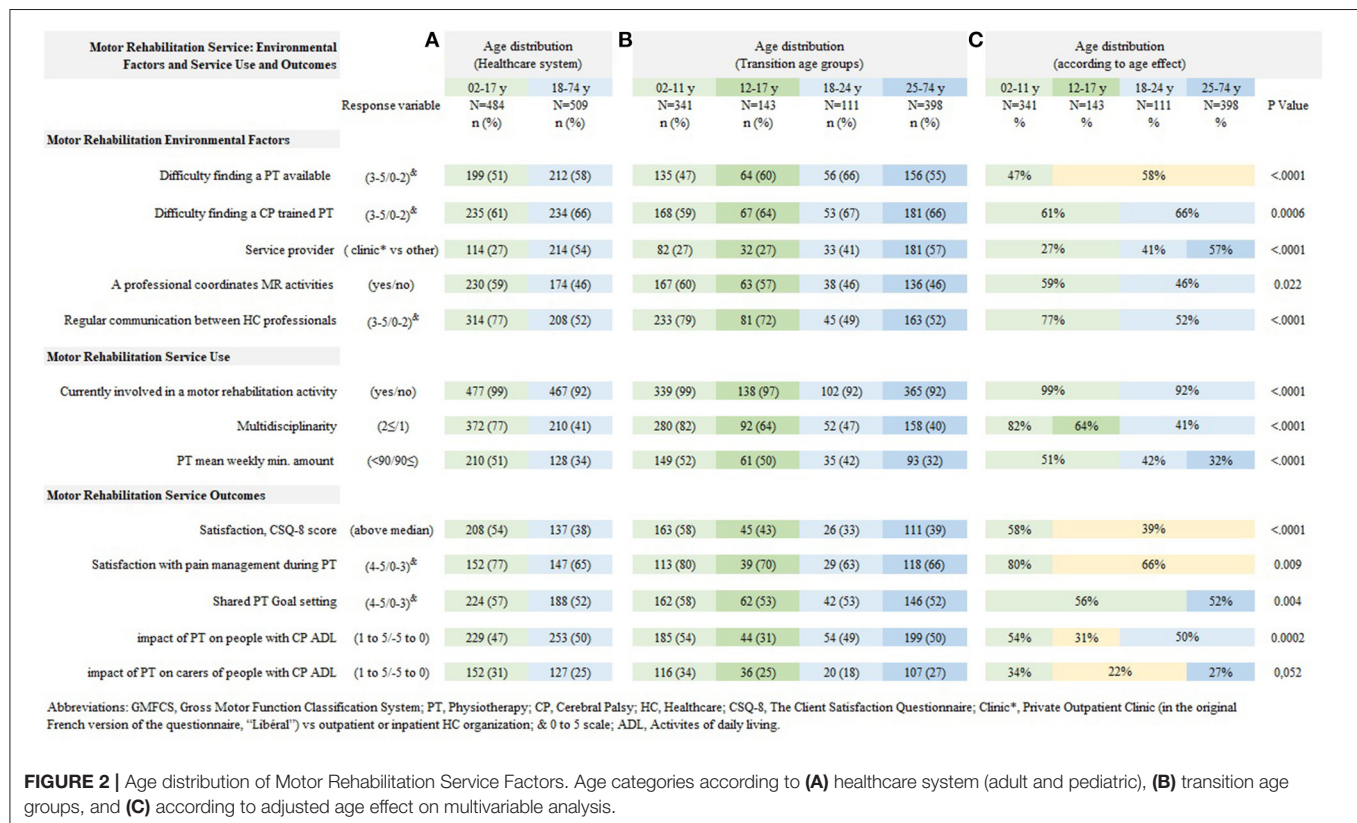 Motor Rehabilitation Service: Environmental Factors and Service Use and Outcomes A Age distribution (Healthcare system) B Age distribution (Transition age groups) C Age distribution (according to age effect)
02-17 y 18-74 y 02-11 y 12-17 y 18-24 y 25-74 y 02-11 y 12-17 y 18-24 y 25-74 y
Response variable N=484 N=509 N=341 N=143 N=111 N=398 N=341 N=143 N=111 N=398 P Value
n (%) n (%) n (%) n (%) n (%) n (%) % % % %
Motor Rehabilitation Environmental Factors
Difficulty finding a PT available (3-5/0-2)& 199 (51) 212 (58) 135 (47) 64 (60) 56 (66) 156 (55) 47% 58% <.0001
Difficulty finding a CP trained PT (3-5/0-2)& 235 (61) 234 (66) 168 (59) 67 (64) 53 (67) 181 (66) 61% 66% 0.0006
Service provider ( clinic* vs other) 114 (27) 214 (54) 82 (27) 32 (27) 33 (41) 181 (57) 27% 41% 57% <.0001
A professional coordinates MR activities (yes/no) 230 (59) 174 (46) 167 (60) 63 (57) 38 (46) 136 (46) 59% 46% 0.022
Regular communication between HC professionals (3-5/0-2)& 314 (77) 208 (52) 233 (79) 81 (72) 45 (49) 163 (52) 77% 52% <.0001
Motor Rehabilitation Service Use
Currently involved in a motor rehabilitation activity (yes/no) 477 (99) 467 (92) 339 (99) 138 (97) 102 (92) 365 (92) 99% 92% <.0001
Multidisciplinarity (2≤/1) 372 (77) 210 (41) 280 (82) 92 (64) 52 (47) 158 (40) 82% 64% 41% <.0001
PT mean weekly min. amount (<90/90≤) 210 (51) 128 (34) 149 (52) 61 (50) 35 (42) 93 (32) 51% 42% 32% <.0001
Motor Rehabilitation Service Outcomes
Satisfaction, CSQ-8 score (above median) 208 (54) 137 (38) 163 (58) 45 (43) 26 (33) 111 (39) 58% 39% <.0001
Satisfaction with pain management during PT (4-5/0-3)& 152 (77) 147 (65) 113 (80) 39 (70) 29 (63) 118 (66) 80% 66% 0.009
Shared PT Goal setting (4-5/0-3)& 224 (57) 188 (52) 162 (58) 62 (53) 42 (53) 146 (52) 56% 52% 0.004
impact of PT on people with CP ADL (1 to 5/-5 to 0) 229 (47) 253 (50) 185 (54) 44 (31) 54 (49) 199 (50) 54% 31% 50% 0.0002
impact of PT on carers of people with CP ADL (1 to 5/-5 to 0) 152 (31) 127 (25) 116 (34) 36 (25) 20 (18) 107 (27) 34% 22% 27% 0,052
Abbreviations: GMFCS, Gross Motor Function Classification System; PT, Physiotherapy; CP, Cerebral Palsy; HC, Healthcare; CSQ-8, The Client Satisfaction Questionnaire; Clinic*, Private Outpatient Clinic (in the original
French version of the questionnaire, “Libéral”) vs outpatient or inpatient HC organization; & 0 to 5 scale; ADL, Activites of daily living.
FIGURE 2 | Age distribution of Motor Rehabilitation Service Factors. Age categories according to (A) healthcare system (adult and pediatric), (B) transition age
groups, and (C) according to adjusted age effect on multivariable analysis.